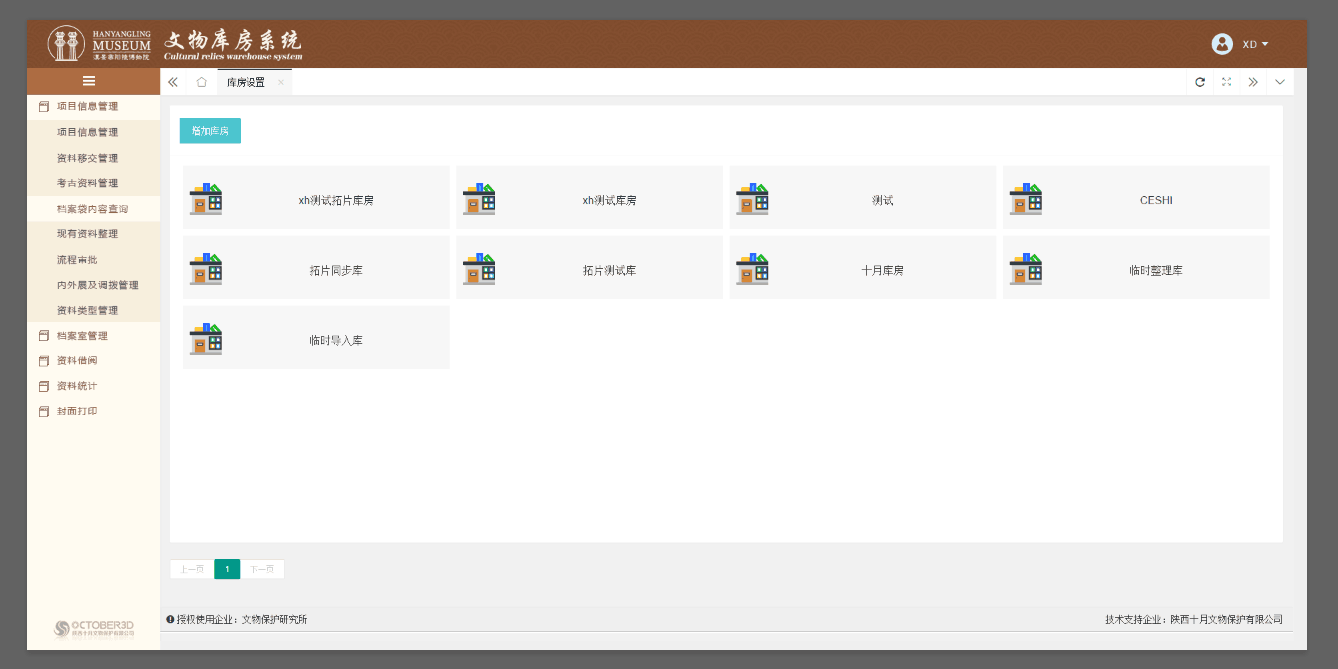 HANYANGLING
MUSEUM
漢景帝陽陵博物院
文物库房系统
Cultural relics warehouse system
XD
库房设置
项目信息管理
项目信息管理
资料移交管理
考古资料管理
档案袋内容查询
现有资料整理
流程审批
内外展及调拨管理
资料类型管理
档案室管理
资料借阅
资料统计
封面打印
增加库房
xh测试拓片库房
xh测试库房
测试
CESHI
拓片同步库
拓片测试库
十月库房
临时整理库
临时导入库
上一页
1
下一页
OCTOBER3D
陕西十月文物保护有限公司
授权使用企业：文物保护研究所
技术支持企业：陕西十月文物保护有限公司